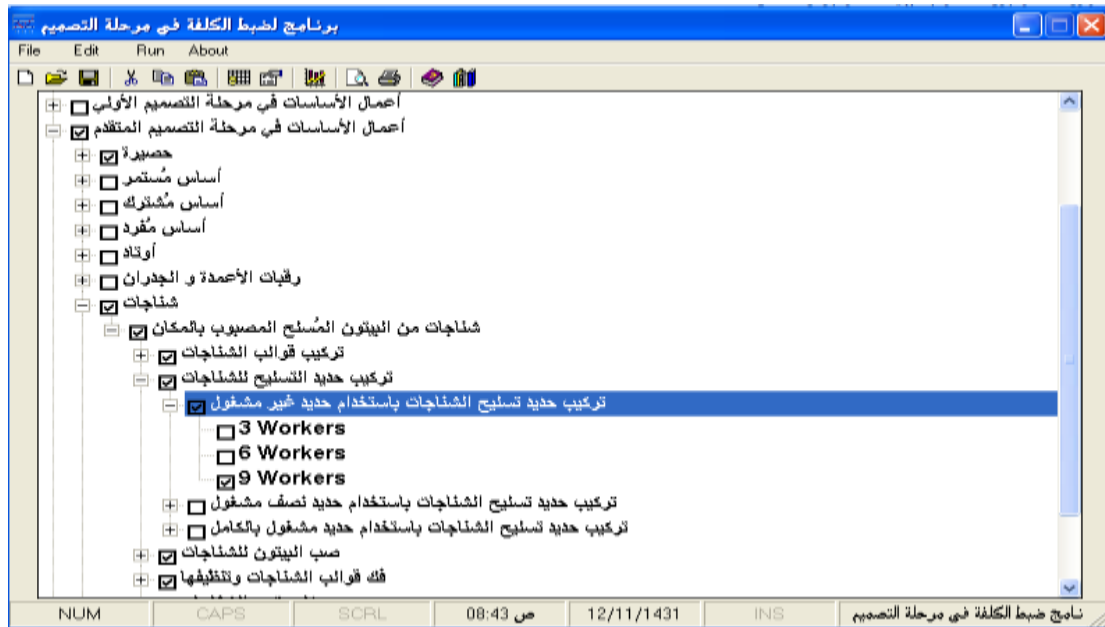 برنامج لضبط الكلفة في مرحلة التصميم
File Edit Run About
أعمال الأساسات في مرحلة التصميم الأولي
أعمال الأساسات في مرحلة التصميم المتقدم
حصيرة
أساس مُستمر
أساس مُشترك
أساس مُفرد
أوتاد
رقبات الأعمدة و الجدران
شناجات
شناجات من البيتون المُسلح المصبوب بالمكان
تركيب قوالب الشناجات
تركيب حديد التسليح للشناجات
تركيب حديد تسليح الشناجات باستخدام حديد غير مشغول
3 Workers
6 Workers
9 Workers
تركيب حديد تسليح الشناجات باستخدام حديد نصف مشغول
تركيب حديد تسليح الشناجات باستخدام حديد مشغول بالكامل
صب البيتون للشناجات
فك قوالب الشناجات وتنظيفها
NUM CAPS SCRL 08:43 ص 12/11/1431 INS نامج ضبط الكلفة في مرحلة التصميم